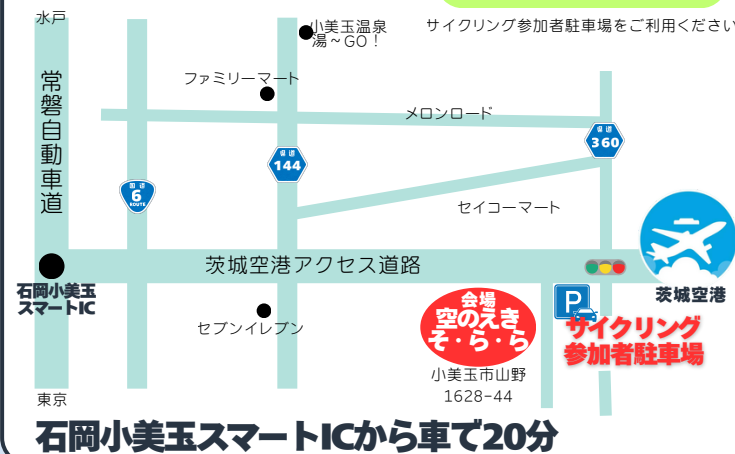 水戸
小美玉温泉
湯~GO!
サイクリング参加者駐車場をご利用ください
ファミリーマート
常磐自動車道
メロンロード
県道
360
県道
144
国道
6
ROUTE
セイコーマート
茨城空港アクセス道路
石岡小美玉
スマートIC
セブンイレブン
会場
空のえき
そ・ら・ら
小美玉市山野
1628-44
P
サイクリング
参加者駐車場
茨城空港
東京
石岡小美玉スマートICから車で20分